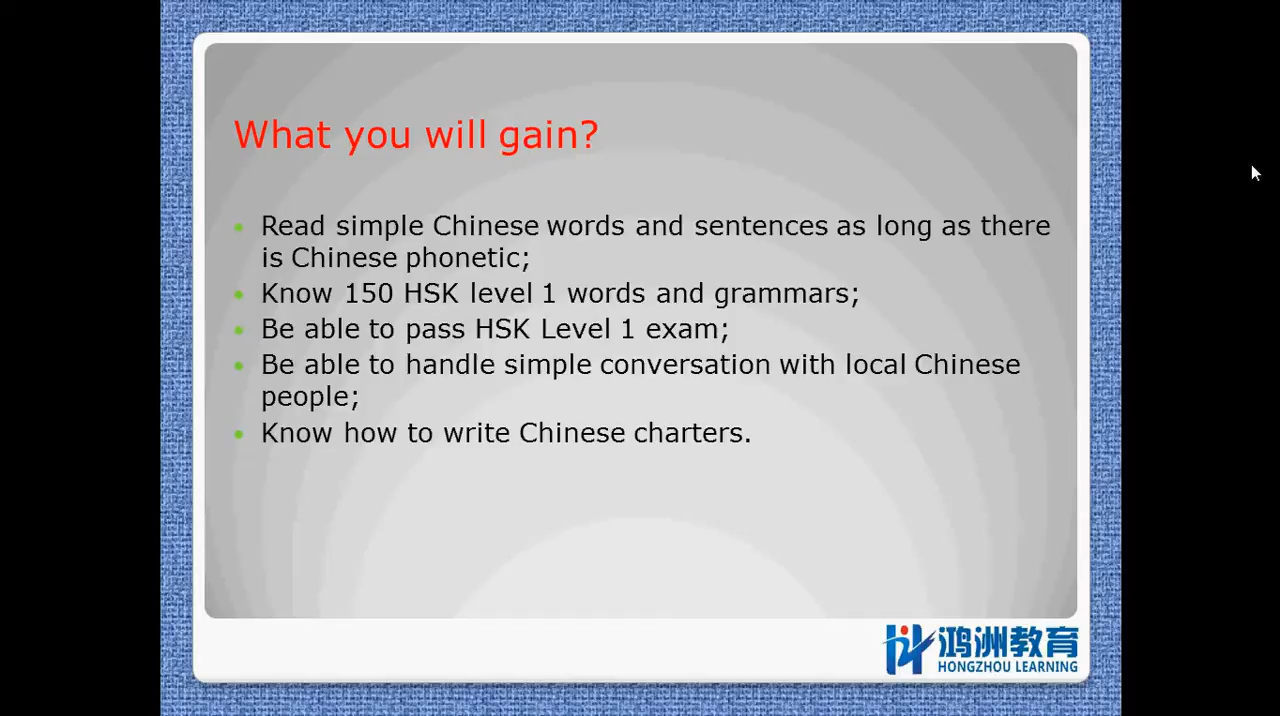 What you will gain?
Read simple Chinese words and sentences as long as there
is Chinese phonetic;
Know 150 HSK level 1 words and grammars;
Be able to pass HSK Level 1 exam;
Be able to handle simple conversation with local Chinese
people;
Know how to write Chinese charters.
鸿洲教育
HONGZHOU LEARNING